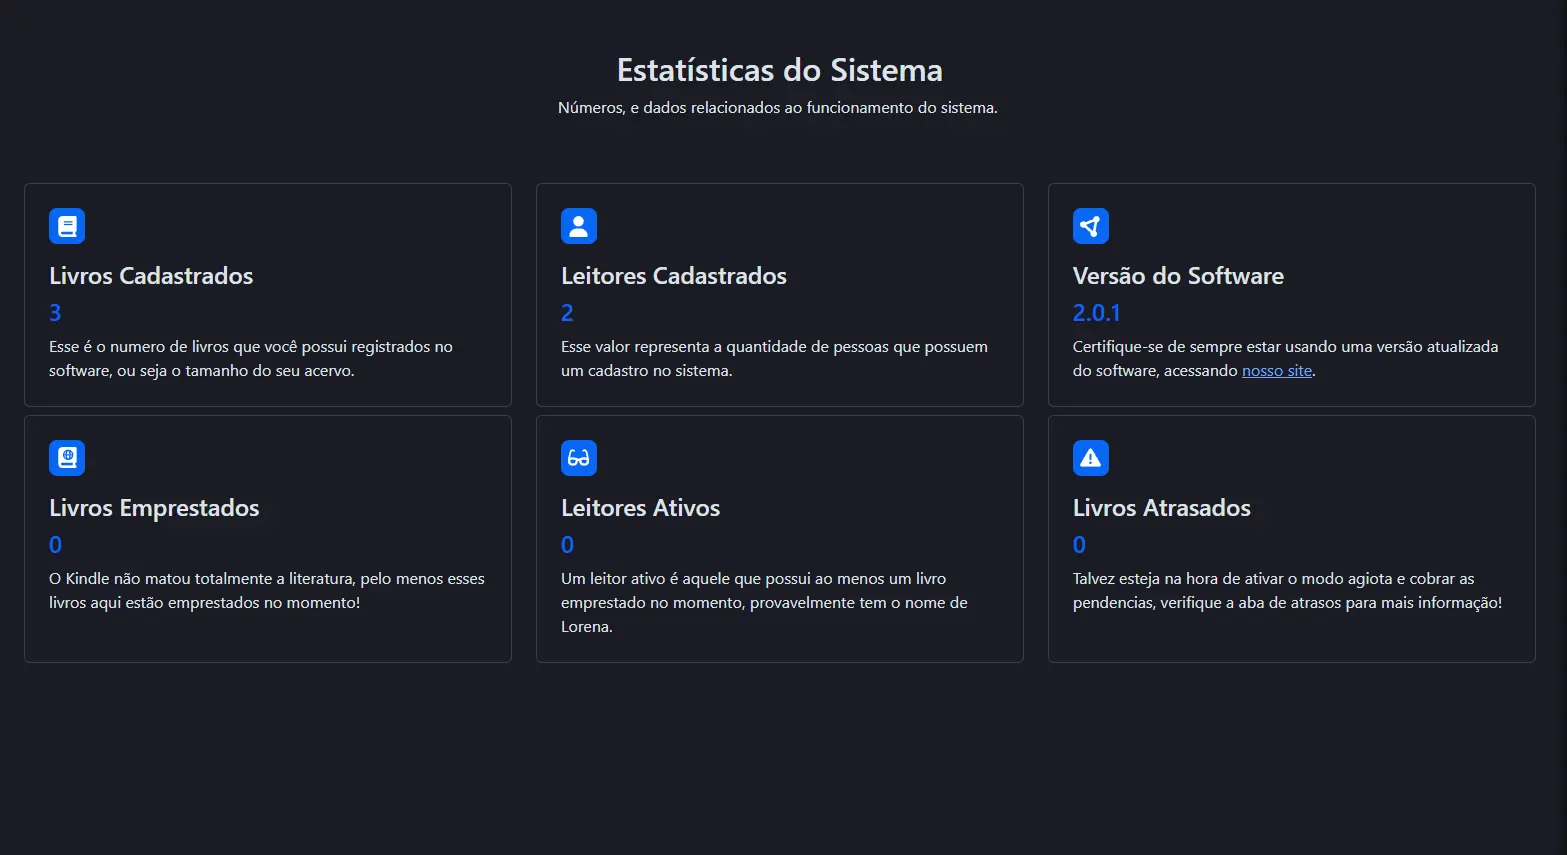 Estatísticas do Sistema
Números, e dados relacionados ao funcionamento do sistema.
Livros Cadastrados
3
Esse é o numero de livros que você possui registrados no
software, ou seja o tamanho do seu acervo.
Leitores Cadastrados
2
Esse valor representa a quantidade de pessoas que possuem
um cadastro no sistema.
Versão do Software
2.0.1
Certifique-se de sempre estar usando uma versão atualizada
do software, acessando nosso site.
Livros Emprestados
0
O Kindle não matou totalmente a literatura, pelo menos esses
livros aqui estão emprestados no momento!
Leitores Ativos
0
Um leitor ativo é aquele que possui ao menos um livro
emprestado no momento, provavelmente tem o nome de
Lorena.
Livros Atrasados
0
Talvez esteja na hora de ativar o modo agiota e cobrar as
pendencias, verifique a aba de atrasos para mais informação!